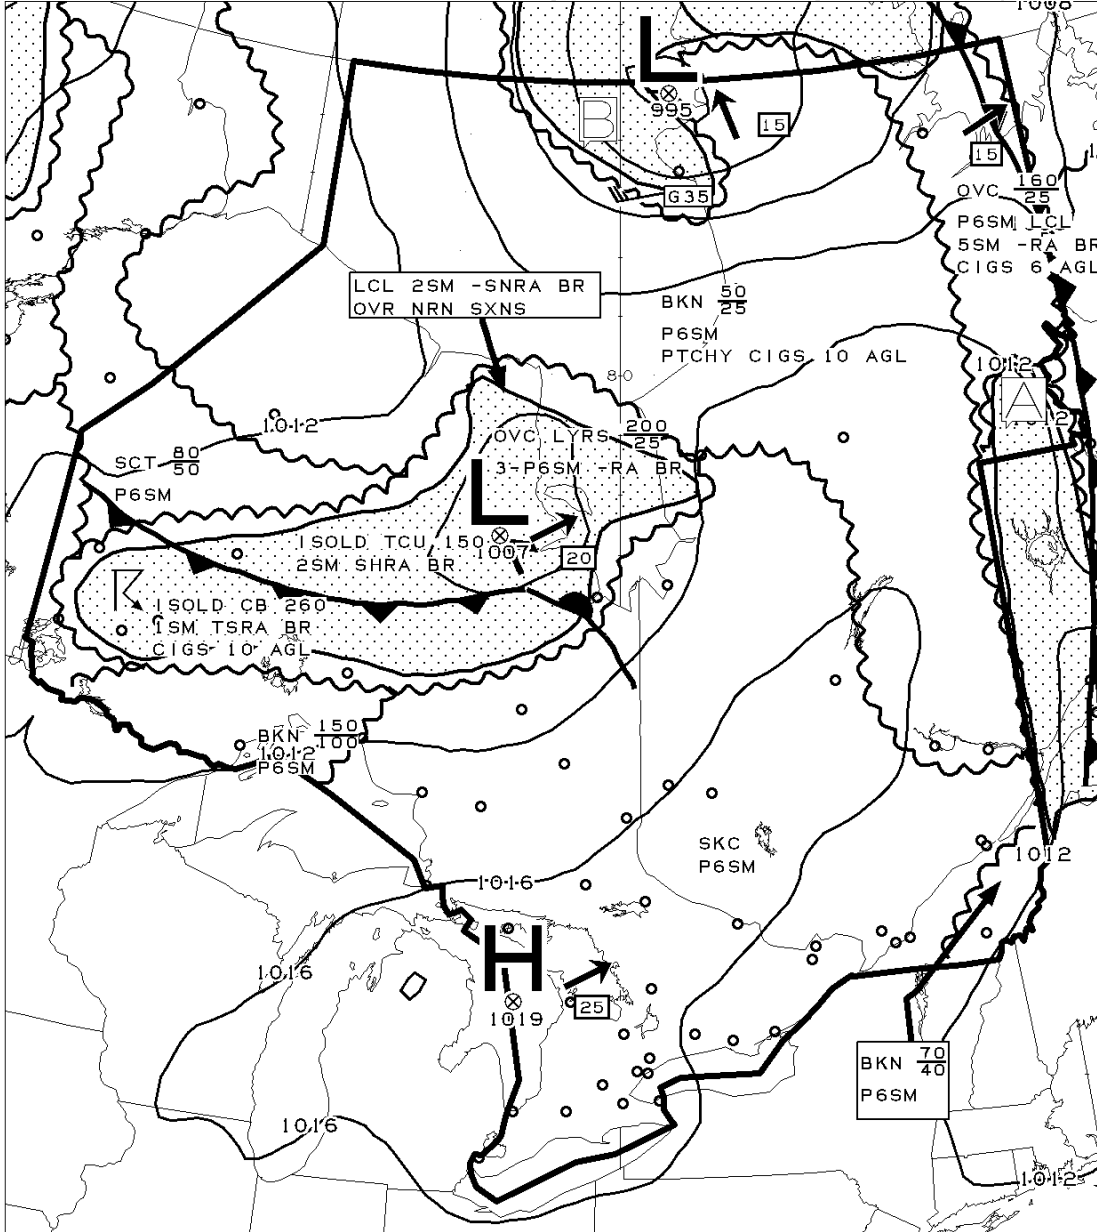 1008
L
995
B
15
15
G35
OVC 160
25
P6SM LCL
5SM -RA BR
CIGS 6 AGL
LCL 2SM -SNRA BR
OVR NRN SXNS
BKN 50
25
P6SM
PTCHY CIGS 10 AGL
80
1012
A
1012
1012
OVC LYRS 200
25
3-P6SM -RA BR
SCT 80
50
P6SM
L
1007
ISOLD TCU 150
2SM SHRA BR
20
ISOLD CB 260
1SM TSRA BR
CIGS 10 AGL
BKN 150
100
1012
P6SM
SKC
P6SM
1012
1016
H
1016
1019
25
BKN 70
40
P6SM
1016
1012